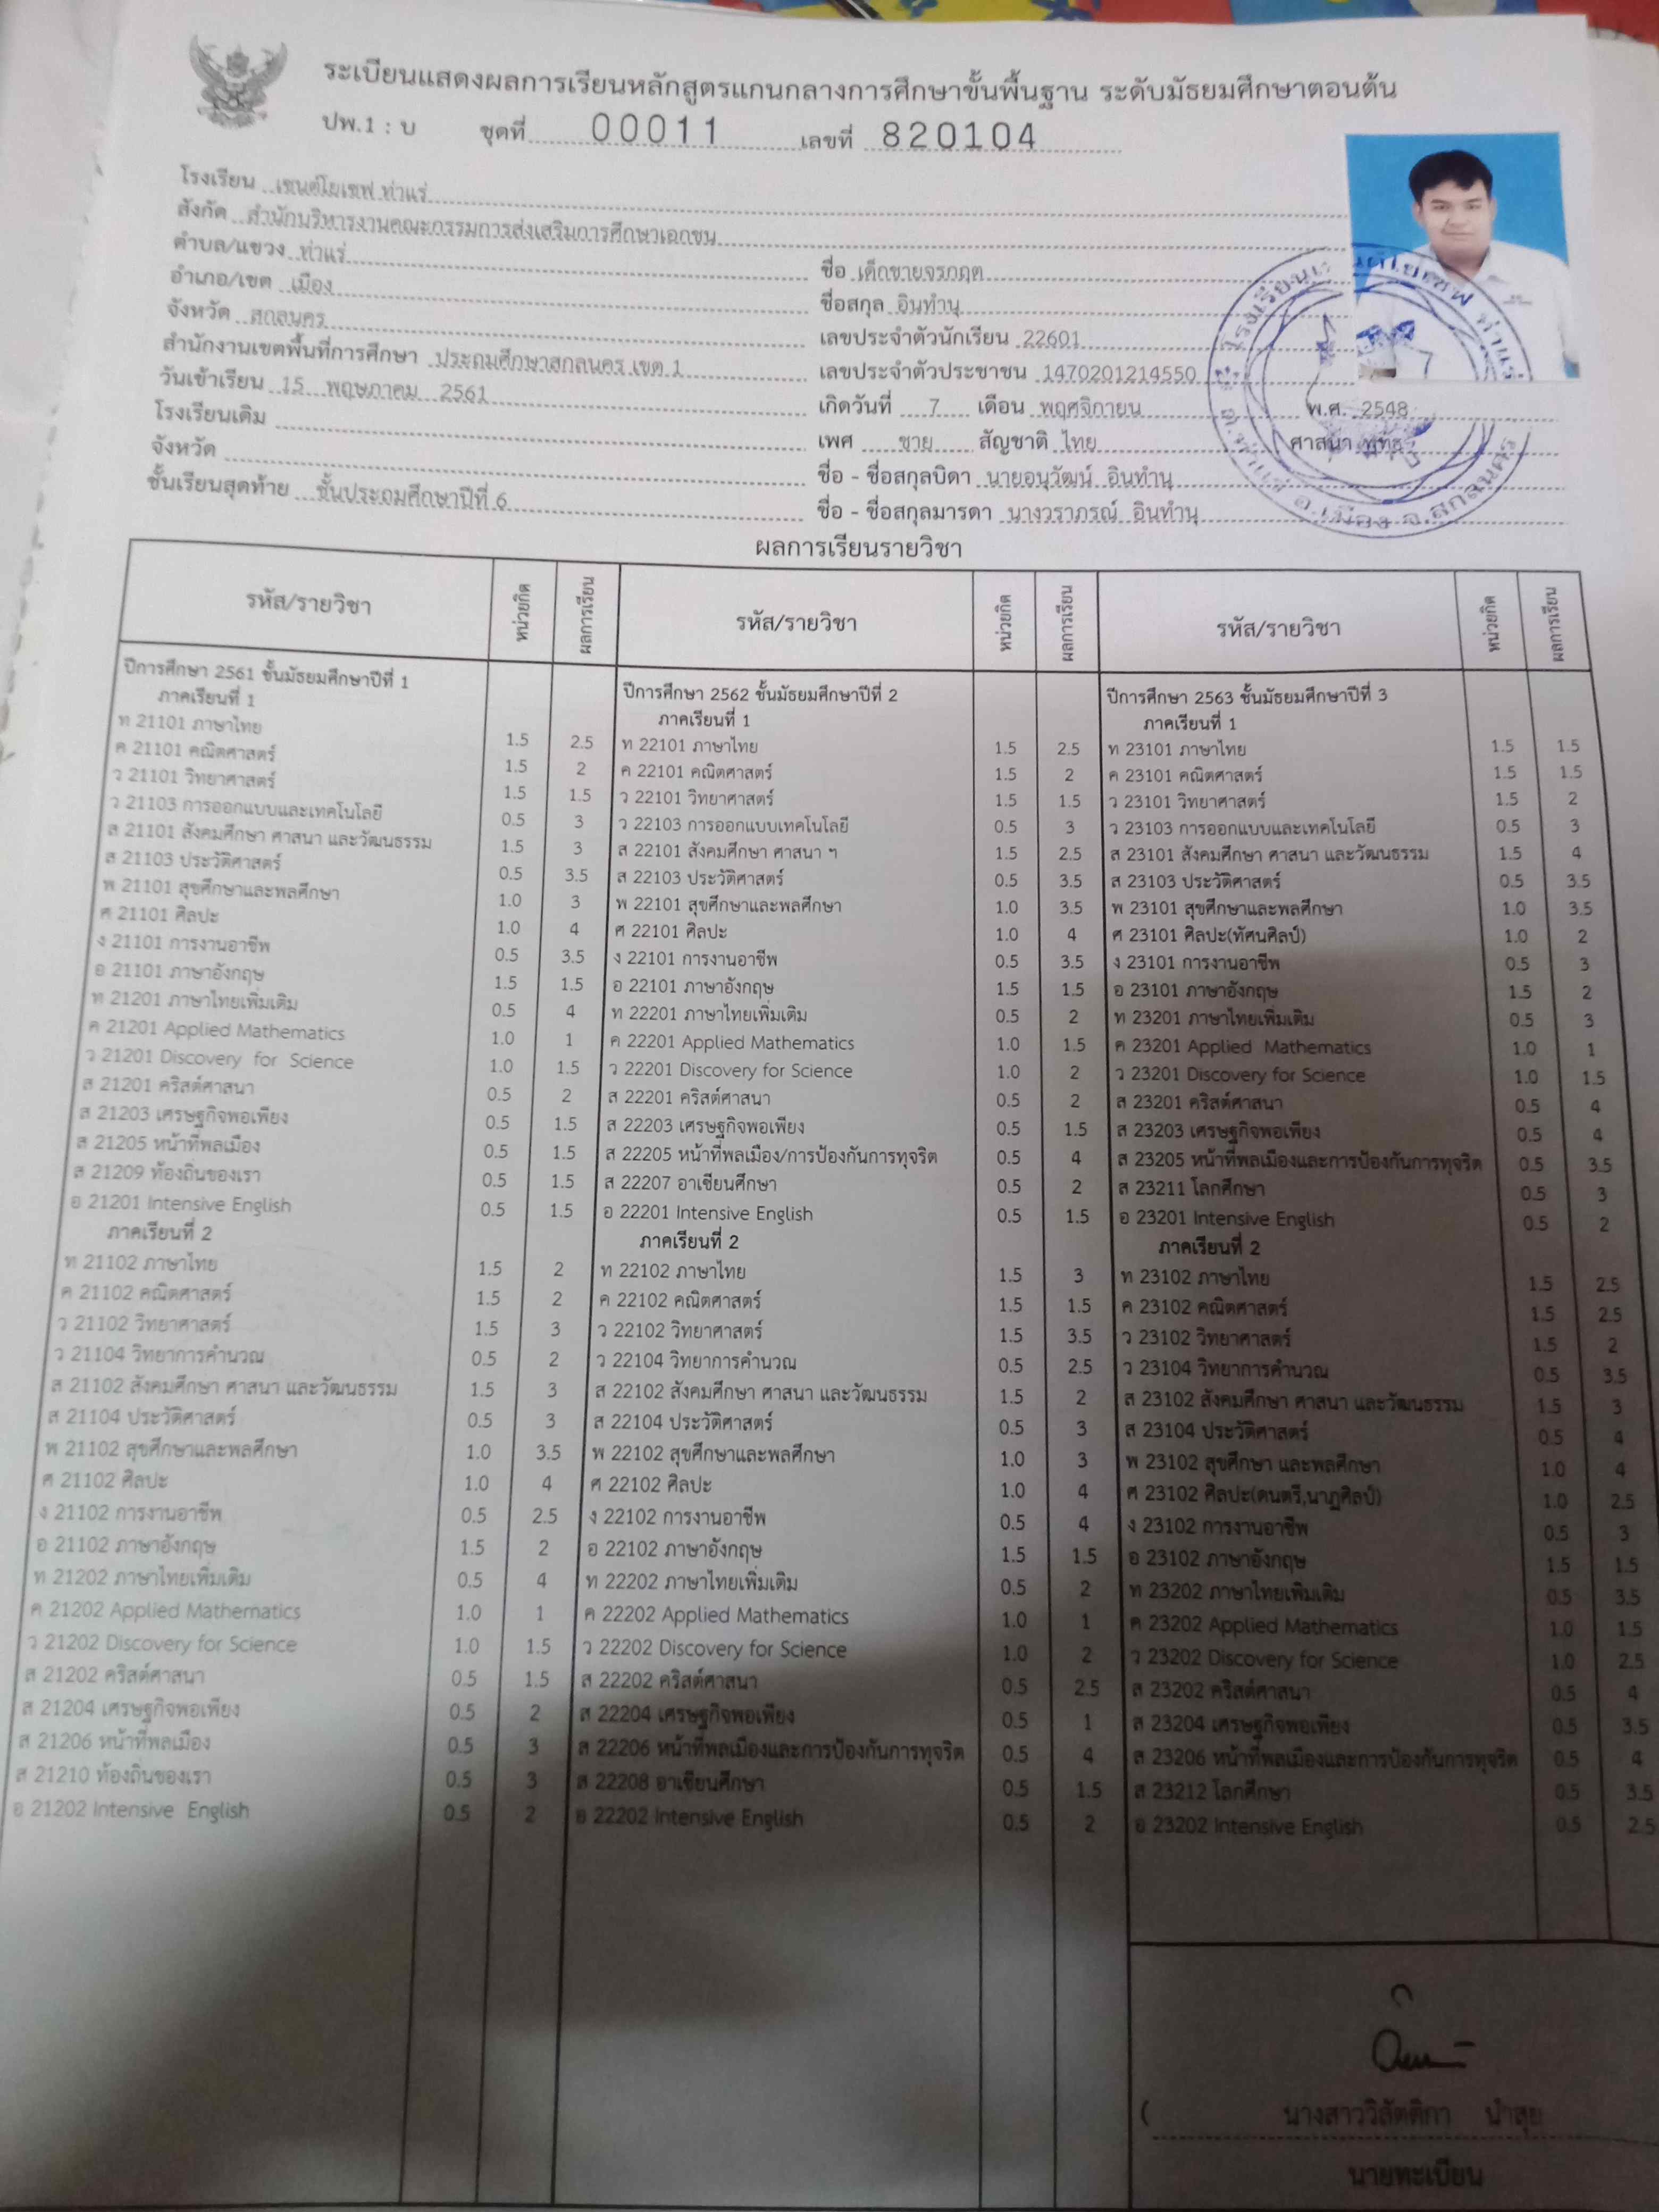 ระเบียนแสดงผลการเรียนหลักสูตรแกนกลางการศึกษาขั้นพื้นฐาน ระดับมัธยมศึกษาตอนต้น
ปพ.1 : บ ชุดที่ 00011 เลขที่ 820104
โรงเรียน เซนต์โยเซฟ ท่าแร่
สังกัด สำนักบริหารงานคณะกรรมการส่งเสริมการศึกษาเอกชน
ตำบล/แขวง ท่าแร่
อำเภอ/เขต เมือง
จังหวัด สกลนคร
สำนักงานเขตพื้นที่การศึกษา ประถมศึกษาสกลนคร เขต 1
วันเข้าเรียน 15 พฤษภาคม 2561
โรงเรียนเดิม
จังหวัด
ชั้นเรียนสุดท้าย ชั้นประถมศึกษาปีที่ 6
ชื่อ เด็กชายจรกฤต
ชื่อสกุล อินทำนุ
เลขประจำตัวนักเรียน 22601
เลขประจำตัวประชาชน 1470201214550
เกิดวันที่ 7 เดือน พฤศจิกายน พ.ศ. 2548
เพศ ชาย สัญชาติ ไทย ศาสนา พุทธ
ชื่อ - ชื่อสกุลบิดา นายอนุวัฒน์ อินทำนุ
ชื่อ - ชื่อสกุลมารดา นางวราภรณ์ อินทำนุ
ผลการเรียนรายวิชา
รหัส/รายวิชา หน่วยกิต ผลการเรียน
ปีการศึกษา 2561 ชั้นมัธยมศึกษาปีที่ 1
ภาคเรียนที่ 1
ท 21101 ภาษาไทย 1.5 2.5
ค 21101 คณิตศาสตร์ 1.5 2
ว 21101 วิทยาศาสตร์ 1.5 1.5
ว 21103 การออกแบบและเทคโนโลยี 0.5 3
ส 21101 สังคมศึกษา ศาสนา และวัฒนธรรม 1.5 3
ส 21103 ประวัติศาสตร์ 0.5 3.5
พ 21101 สุขศึกษาและพลศึกษา 1.0 3
ศ 21101 ศิลปะ 1.0 4
ง 21101 การงานอาชีพ 0.5 3.5
อ 21101 ภาษาอังกฤษ 1.5 1.5
ท 21201 ภาษาไทยเพิ่มเติม 0.5 4
ค 21201 Applied Mathematics 1.0 1
ว 21201 Discovery for Science 1.0 1.5
ส 21201 คริสต์ศาสนา 0.5 2
ส 21203 เศรษฐกิจพอเพียง 0.5 1.5
ส 21205 หน้าที่พลเมือง 0.5 1.5
ส 21209 ท้องถิ่นของเรา 0.5 1.5
อ 21201 Intensive English 0.5 1.5
ภาคเรียนที่ 2
ท 21102 ภาษาไทย 1.5 2
ค 21102 คณิตศาสตร์ 1.5 2
ว 21102 วิทยาศาสตร์ 1.5 3
ว 21104 วิทยาการคำนวณ 0.5 2
ส 21102 สังคมศึกษา ศาสนา และวัฒนธรรม 1.5 3
ส 21104 ประวัติศาสตร์ 0.5 3
พ 21102 สุขศึกษาและพลศึกษา 1.0 3.5
ศ 21102 ศิลปะ 1.0 4
ง 21102 การงานอาชีพ 0.5 2.5
อ 21102 ภาษาอังกฤษ 1.5 2
ท 21202 ภาษาไทยเพิ่มเติม 0.5 4
ค 21202 Applied Mathematics 1.0 1
ว 21202 Discovery for Science 1.0 1.5
ส 21202 คริสต์ศาสนา 0.5 1.5
ส 21204 เศรษฐกิจพอเพียง 0.5 2
ส 21206 หน้าที่พลเมือง 0.5 3
ส 21210 ท้องถิ่นของเรา 0.5 3
อ 21202 Intensive English 0.5 2
รหัส/รายวิชา หน่วยกิต ผลการเรียน
ปีการศึกษา 2562 ชั้นมัธยมศึกษาปีที่ 2
ภาคเรียนที่ 1
ท 22101 ภาษาไทย 1.5 2.5
ค 22101 คณิตศาสตร์ 1.5 2
ว 22101 วิทยาศาสตร์ 1.5 1.5
ว 22103 การออกแบบเทคโนโลยี 0.5 3
ส 22101 สังคมศึกษา ศาสนา ฯ 1.5 2.5
ส 22103 ประวัติศาสตร์ 0.5 3.5
พ 22101 สุขศึกษาและพลศึกษา 1.0 3.5
ศ 22101 ศิลปะ 1.0 4
ง 22101 การงานอาชีพ 0.5 3.5
อ 22101 ภาษาอังกฤษ 1.5 1.5
ท 22201 ภาษาไทยเพิ่มเติม 0.5 2
ค 22201 Applied Mathematics 1.0 1.5
ว 22201 Discovery for Science 1.0 2
ส 22201 คริสต์ศาสนา 0.5 2
ส 22203 เศรษฐกิจพอเพียง 0.5 1.5
ส 22205 หน้าที่พลเมือง/การป้องกันการทุจริต 0.5 4
ส 22207 อาเซียนศึกษา 0.5 2
อ 22201 Intensive English 0.5 1.5
ภาคเรียนที่ 2
ท 22102 ภาษาไทย 1.5 3
ค 22102 คณิตศาสตร์ 1.5 1.5
ว 22102 วิทยาศาสตร์ 1.5 3.5
ว 22104 วิทยาการคำนวณ 0.5 2.5
ส 22102 สังคมศึกษา ศาสนา และวัฒนธรรม 1.5 2
ส 22104 ประวัติศาสตร์ 0.5 3
พ 22102 สุขศึกษาและพลศึกษา 1.0 3
ศ 22102 ศิลปะ 1.0 4
ง 22102 การงานอาชีพ 0.5 4
อ 22102 ภาษาอังกฤษ 1.5 1.5
ท 22202 ภาษาไทยเพิ่มเติม 0.5 2
ค 22202 Applied Mathematics 1.0 1
ว 22202 Discovery for Science 1.0 2
ส 22202 คริสต์ศาสนา 0.5 2.5
ส 22204 เศรษฐกิจพอเพียง 0.5 1
ส 22206 หน้าที่พลเมืองและการป้องกันการทุจริต 0.5 4
ส 22208 อาเซียนศึกษา 0.5 1.5
อ 22202 Intensive English 0.5 2
รหัส/รายวิชา หน่วยกิต ผลการเรียน
ปีการศึกษา 2563 ชั้นมัธยมศึกษาปีที่ 3
ภาคเรียนที่ 1
ท 23101 ภาษาไทย 1.5 1.5
ค 23101 คณิตศาสตร์ 1.5 1.5
ว 23101 วิทยาศาสตร์ 1.5 2
ว 23103 การออกแบบและเทคโนโลยี 0.5 3
ส 23101 สังคมศึกษา ศาสนา และวัฒนธรรม 1.5 4
ส 23103 ประวัติศาสตร์ 0.5 3.5
พ 23101 สุขศึกษาและพลศึกษา 1.0 3.5
ศ 23101 ศิลปะ(ทัศนศิลป์) 1.0 2
ง 23101 การงานอาชีพ 0.5 3
อ 23101 ภาษาอังกฤษ 1.5 2
ท 23201 ภาษาไทยเพิ่มเติม 0.5 3
ค 23201 Applied Mathematics 1.0 1
ว 23201 Discovery for Science 1.0 1.5
ส 23201 คริสต์ศาสนา 0.5 4
ส 23203 เศรษฐกิจพอเพียง 0.5 4
ส 23205 หน้าที่พลเมืองและการป้องกันการทุจริต 0.5 3.5
ส 23211 โลกศึกษา 0.5 3
อ 23201 Intensive English 0.5 2
ภาคเรียนที่ 2
ท 23102 ภาษาไทย 1.5 2.5
ค 23102 คณิตศาสตร์ 1.5 2.5
ว 23102 วิทยาศาสตร์ 1.5 2
ว 23104 วิทยาการคำนวณ 0.5 3.5
ส 23102 สังคมศึกษา ศาสนา และวัฒนธรรม 1.5 3
ส 23104 ประวัติศาสตร์ 0.5 4
พ 23102 สุขศึกษา และพลศึกษา 1.0 4
ศ 23102 ศิลปะ(ดนตรี,นาฏศิลป์) 1.0 2.5
ง 23102 การงานอาชีพ 0.5 3
อ 23102 ภาษาอังกฤษ 1.5 1.5
ท 23202 ภาษาไทยเพิ่มเติม 0.5 3.5
ค 23202 Applied Mathematics 1.0 1.5
ว 23202 Discovery for Science 1.0 2.5
ส 23202 คริสต์ศาสนา 0.5 4
ส 23204 เศรษฐกิจพอเพียง 0.5 3.5
ส 23206 หน้าที่พลเมืองและการป้องกันการทุจริต 0.5 4
ส 23212 โลกศึกษา 0.5 3.5
อ 23202 Intensive English 0.5 2.5
( นางสาววิลัดดิกา นำสุย
นายทะเบียน